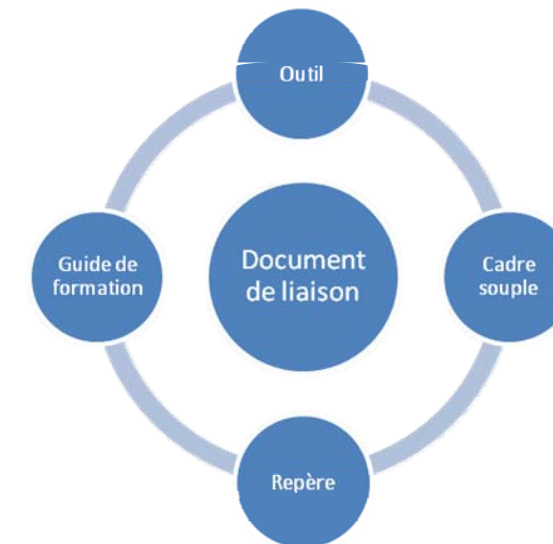 Outil
Guide de
formation
Document
de liaison
Cadre
souple
Repère